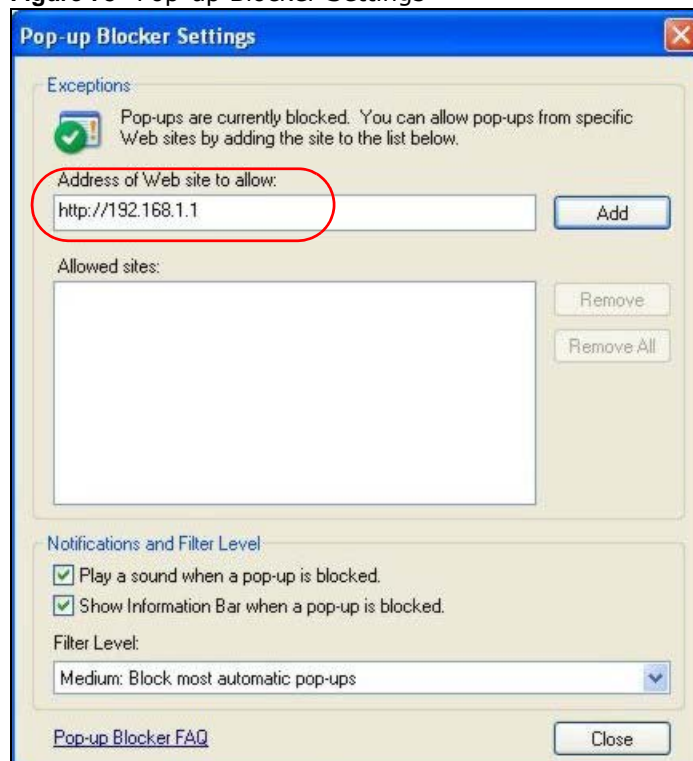 Pop-up Blocker Settings
Exceptions
Pop-ups are currently blocked. You can allow pop-ups from specific
Web sites by adding the site to the list below.
Address of Web site to allow:
http://192.168.1.1
Add
Allowed sites:
Remove
Remove All
Notifications and Filter Level
Play a sound when a pop-up is blocked.
Show Information Bar when a pop-up is blocked.
Filter Level:
Medium: Block most automatic pop-ups
Pop-up Blocker FAQ
Close